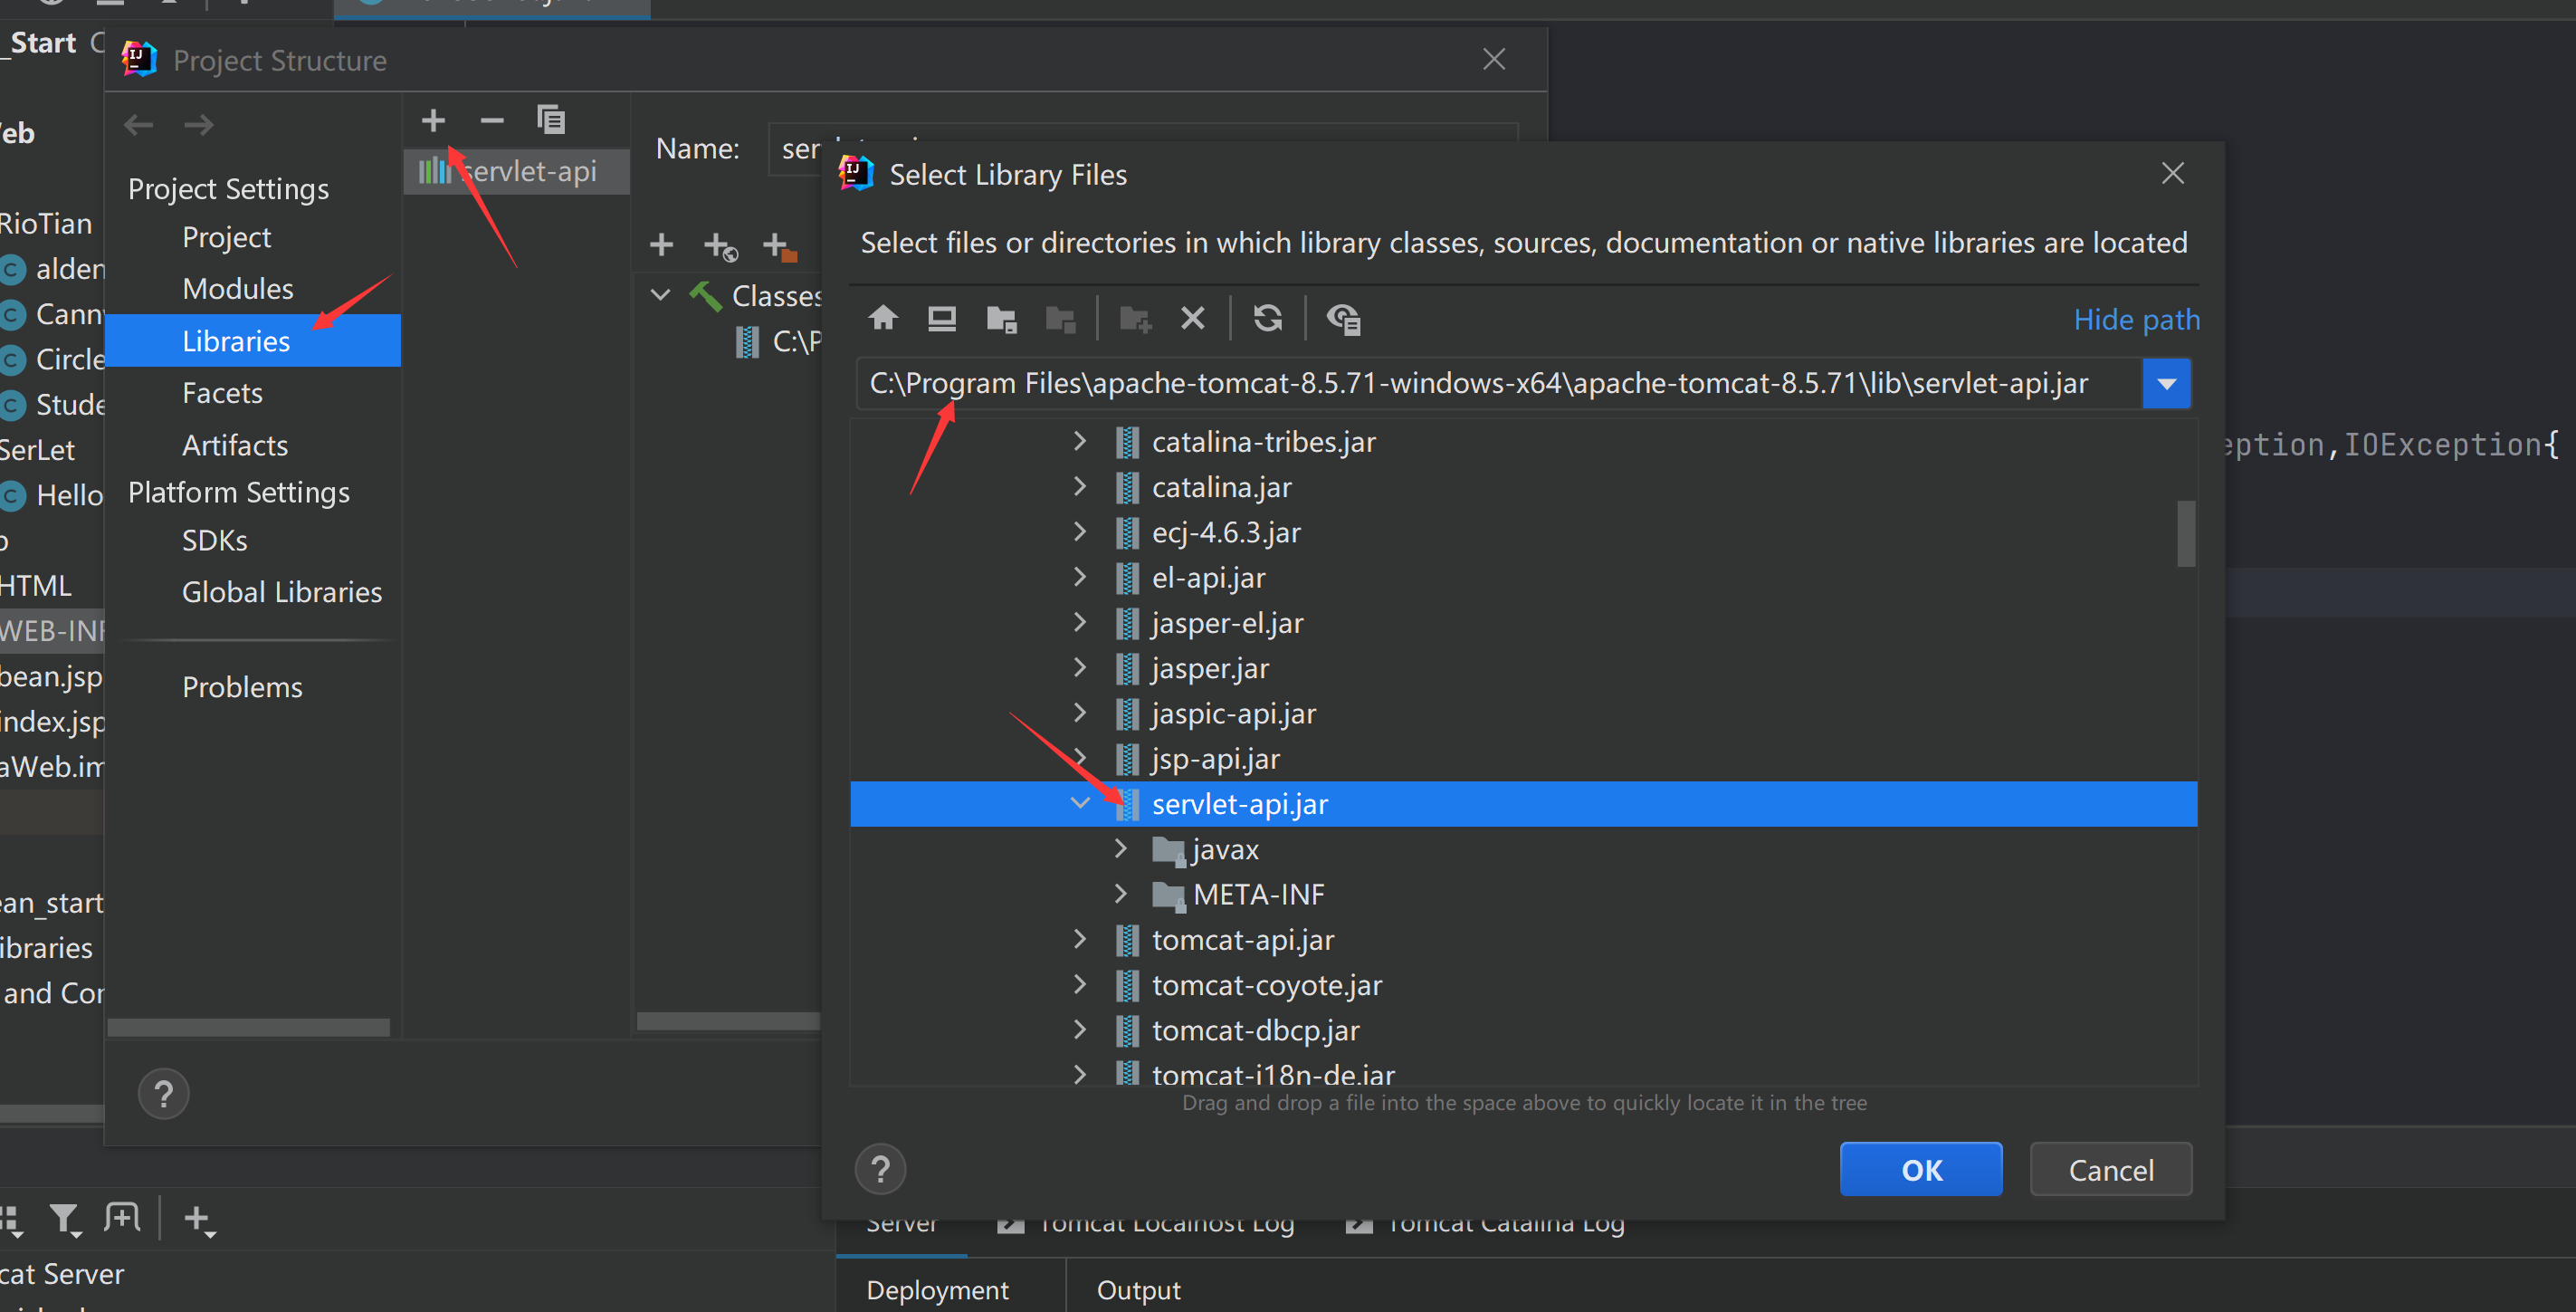 _Start
Project Structure
eb
RioTian
alden
Cann
Circle
Stude
SerLet
Hello
HTML
WEB-INF
bean.jsp
index.jsp
aWeb.im
ean_start
ibraries
and Cor
Project Settings
Project
Modules
Libraries
Facets
Artifacts
Platform Settings
SDKs
Global Libraries
Problems
servlet-api
Name:
Classes
C:\P
?
Select Library Files
Select files or directories in which library classes, sources, documentation or native libraries are located
Hide path
C:\Program Files\apache-tomcat-8.5.71-windows-x64\apache-tomcat-8.5.71\lib\servlet-api.jar
catalina-tribes.jar
catalina.jar
ecj-4.6.3.jar
el-api.jar
jasper-el.jar
jasper.jar
jaspic-api.jar
jsp-api.jar
servlet-api.jar
javax
META-INF
tomcat-api.jar
tomcat-coyote.jar
tomcat-dbcp.jar
tomcat-i18n-de.jar
Drag and drop a file into the space above to quickly locate it in the tree
?
OK
Cancel
eption,IOException{
Server
Tomcat Localhost Log
Tomcat Catalina Log
cat Server
Deployment
Output